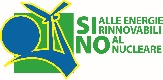 SI ALLE ENERGIE
RINNOVABILI
NO AL
NUCLEARE